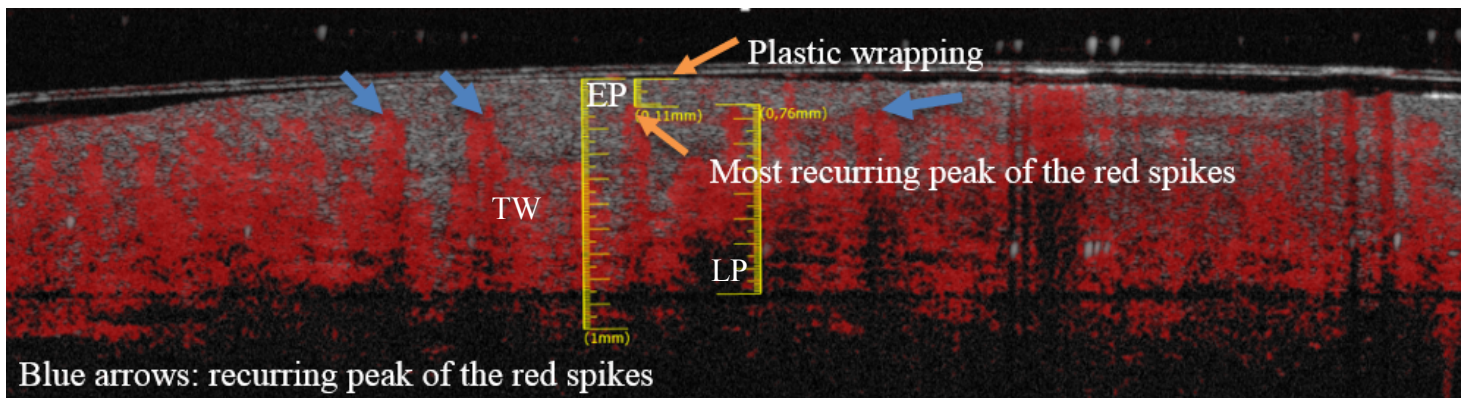 Plastic wrapping
EP
(0,11mm)
(0,76mm)
Most recurring peak of the red spikes
TW
LP
(1mm)
Blue arrows: recurring peak of the red spikes